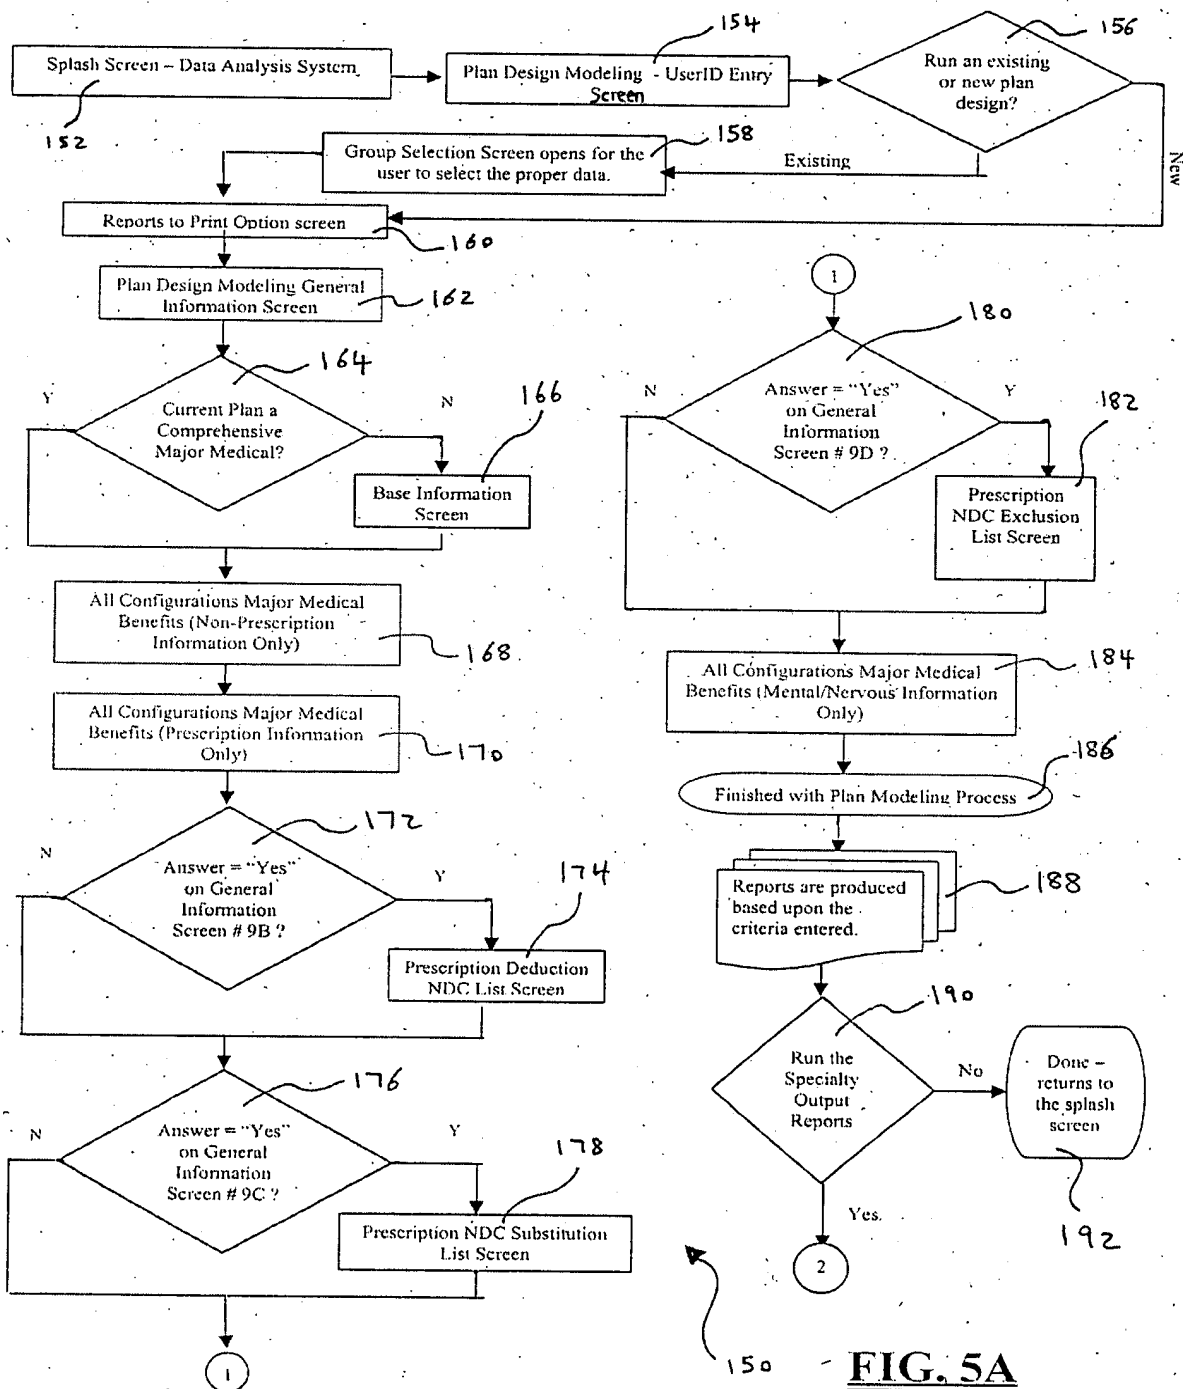 Splash Screen – Data Analysis System
152
154
Plan Design Modeling - UserID Entry
Screen
156
Run an existing
or new plan
design?
New
Existing
158
Group Selection Screen opens for the
user to select the proper data.
Reports to Print Option screen
160
Plan Design Modeling General
Information Screen
162
164
Y
N
Current Plan a
Comprehensive
Major Medical?
166
Base Information
Screen
All Configurations Major Medical
Benefits (Non-Prescription
Information Only)
168
All Configurations Major Medical
Benefits (Prescription Information
Only)
170
172
N
Y
Answer = "Yes"
on General
Information
Screen # 9B ?
174
Prescription Deduction
NDC List Screen
176
N
Y
Answer = "Yes"
on General
Information
Screen # 9C ?
178
Prescription NDC Substitution
List Screen
1
1
180
N
Y
Answer = "Yes"
on General
Information
Screen # 9D ?
182
Prescription
NDC Exclusion
List Screen
All Configurations Major Medical
Benefits (Mental/Nervous Information
Only)
184
186
Finished with Plan Modeling Process
Reports are produced
based upon the
criteria entered.
188
190
Run the
Specialty
Output
Reports
No
Done –
returns to
the splash
screen
192
Yes
2
150
FIG. 5A